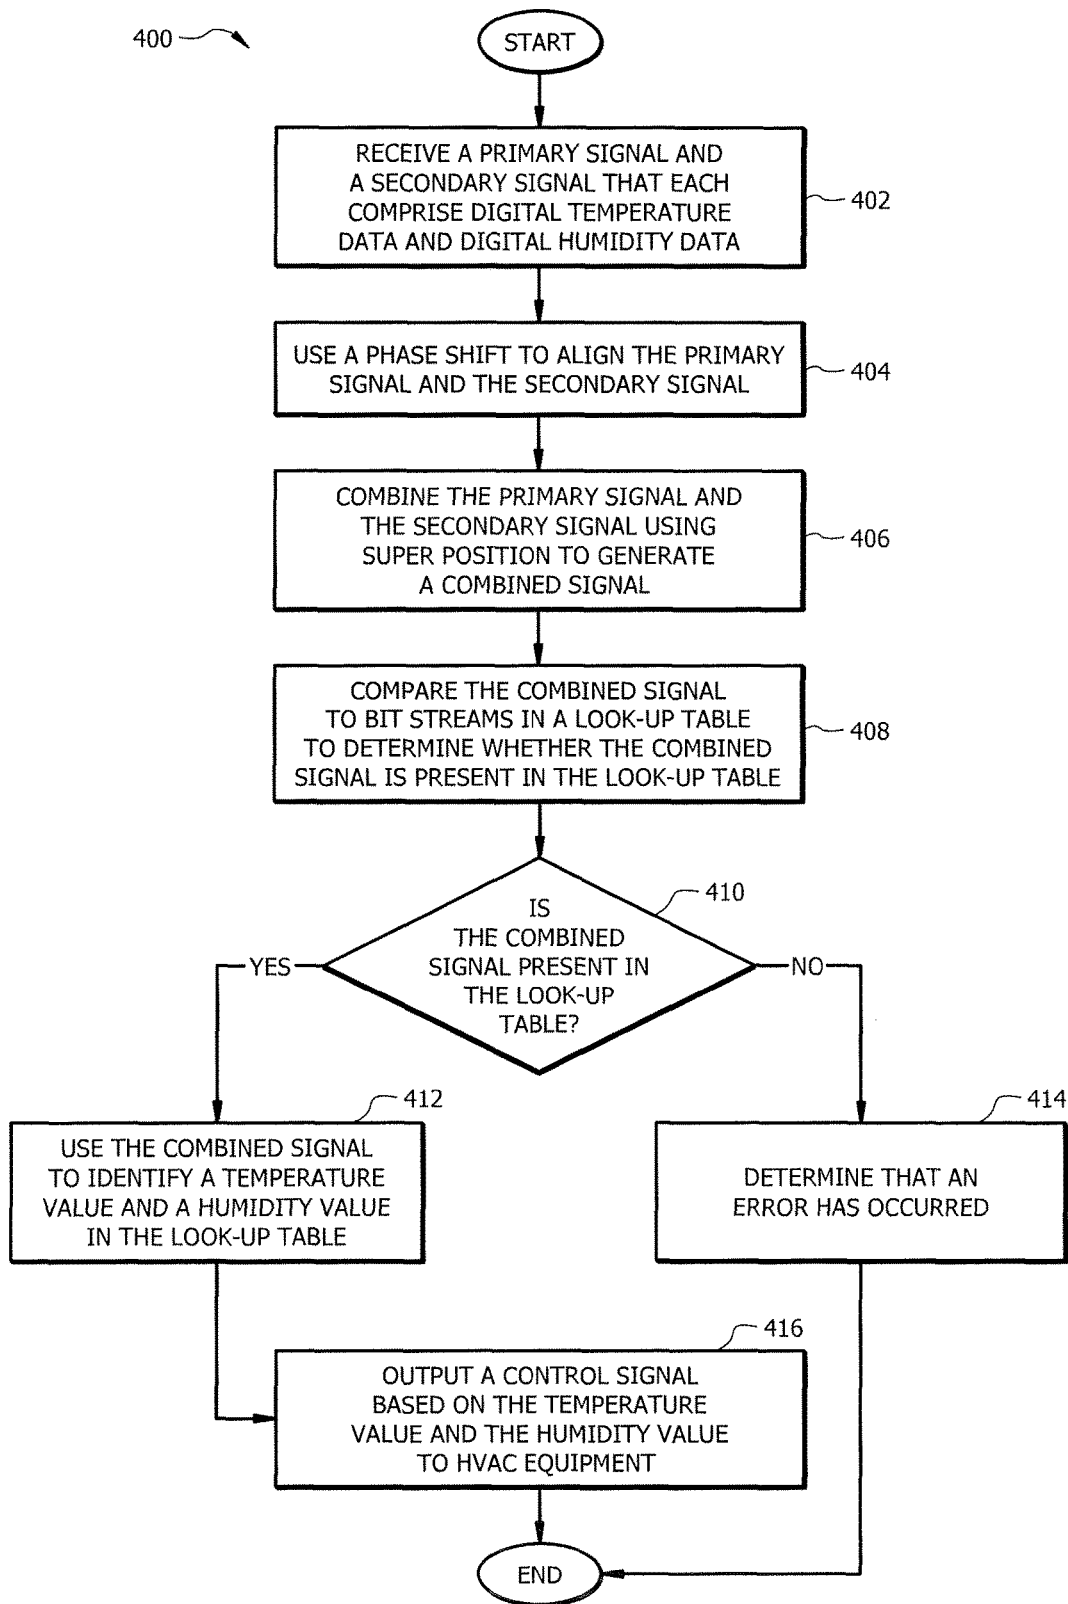 400
START
RECEIVE A PRIMARY SIGNAL AND
A SECONDARY SIGNAL THAT EACH
COMPRISE DIGITAL TEMPERATURE
DATA AND DIGITAL HUMIDITY DATA
402
USE A PHASE SHIFT TO ALIGN THE PRIMARY
SIGNAL AND THE SECONDARY SIGNAL
404
COMBINE THE PRIMARY SIGNAL AND
THE SECONDARY SIGNAL USING
SUPER POSITION TO GENERATE
A COMBINED SIGNAL
406
COMPARE THE COMBINED SIGNAL
TO BIT STREAMS IN A LOOK-UP TABLE
TO DETERMINE WHETHER THE COMBINED
SIGNAL IS PRESENT IN THE LOOK-UP TABLE
408
410
IS
THE COMBINED
SIGNAL PRESENT IN
THE LOOK-UP
TABLE?
YES
NO
412
USE THE COMBINED SIGNAL
TO IDENTIFY A TEMPERATURE
VALUE AND A HUMIDITY VALUE
IN THE LOOK-UP TABLE
414
DETERMINE THAT AN
ERROR HAS OCCURRED
416
OUTPUT A CONTROL SIGNAL
BASED ON THE TEMPERATURE
VALUE AND THE HUMIDITY VALUE
TO HVAC EQUIPMENT
END